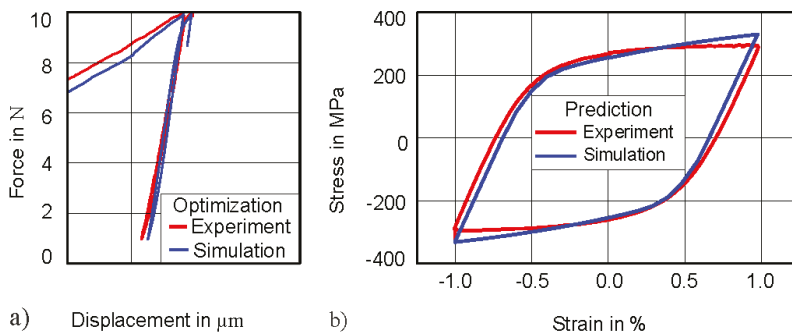 10
8
6
4
2
0
Force in N
Optimization
Experiment
Simulation
a)
Displacement in µm
400
200
0
-200
-400
Stress in MPa
Prediction
Experiment
Simulation
-1.0 -0.5 0.0 0.5 1.0
b)
Strain in %